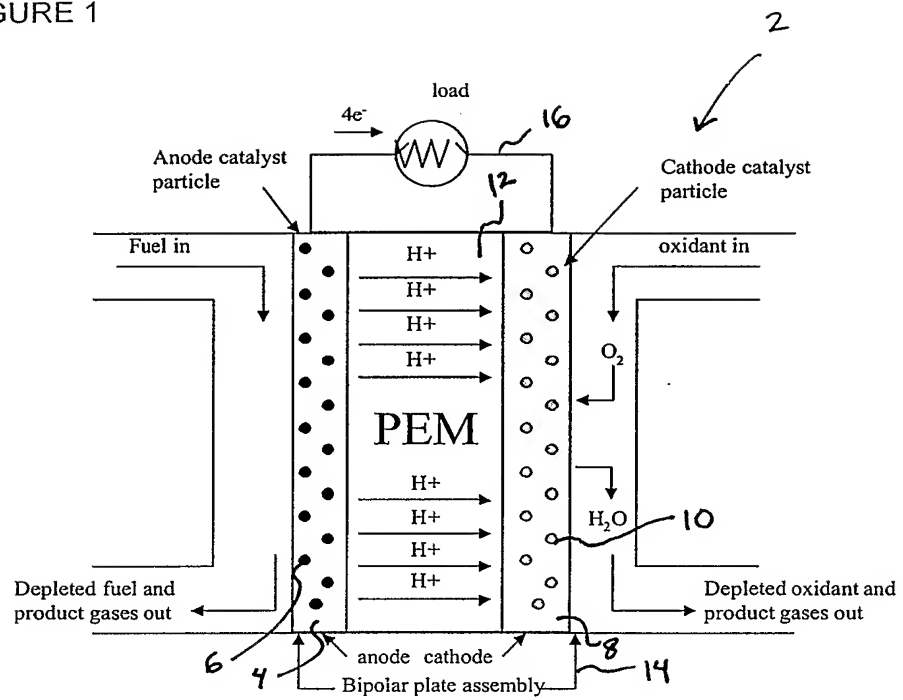 GURE 1
2
load
4e-
16
Anode catalyst
particle
12
Cathode catalyst
particle
Fuel in
oxidant in
H+
H+
H+
H+
O2
PEM
H+
H+
H+
H+
H2O
10
Depleted fuel and
product gases out
Depleted oxidant and
product gases out
6
4
anode cathode
8
14
Bipolar plate assembly